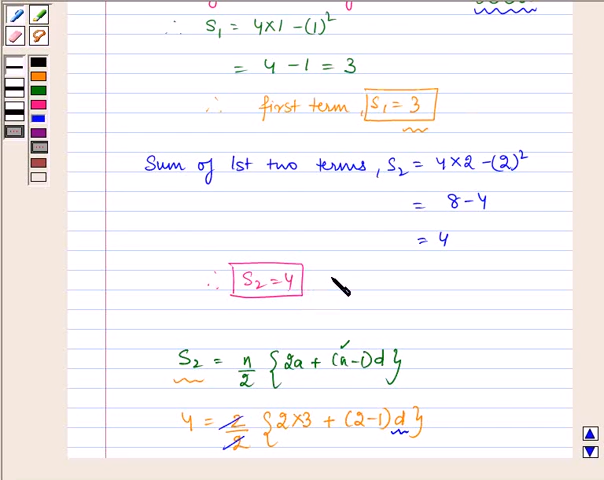 ∴ S₁ = 4×1 −(1)²
= 4 −1 = 3
∴ first term, S₁ = 3
Sum of 1st two terms, S₂ = 4×2 −(2)²
= 8−4
= 4
∴ S₂ = 4
S₂ = n/2 {2a + (n−1)d}
4 = 2/2 {2×3 + (2−1)d}